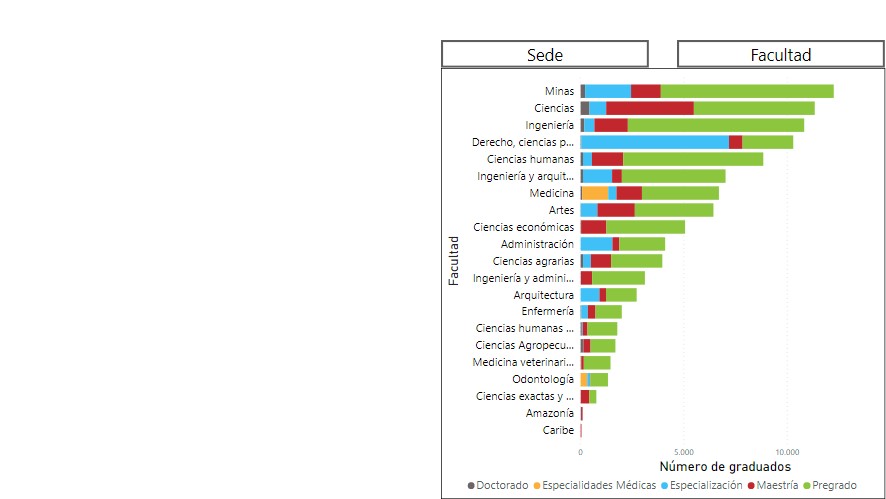 Sede
Facultad
Minas
Ciencias
Ingeniería
Derecho, ciencias p...
Ciencias humanas
Ingeniería y arquit...
Medicina
Artes
Ciencias económicas
Administración
Ciencias agrarias
Ingeniería y admini...
Arquitectura
Enfermería
Ciencias humanas ...
Ciencias Agropecu...
Medicina veterinari...
Odontología
Ciencias exactas y ...
Amazonía
Caribe
Facultad
0 5.000 10.000
Número de graduados
Doctorado Especialidades Médicas Especialización Maestría Pregrado